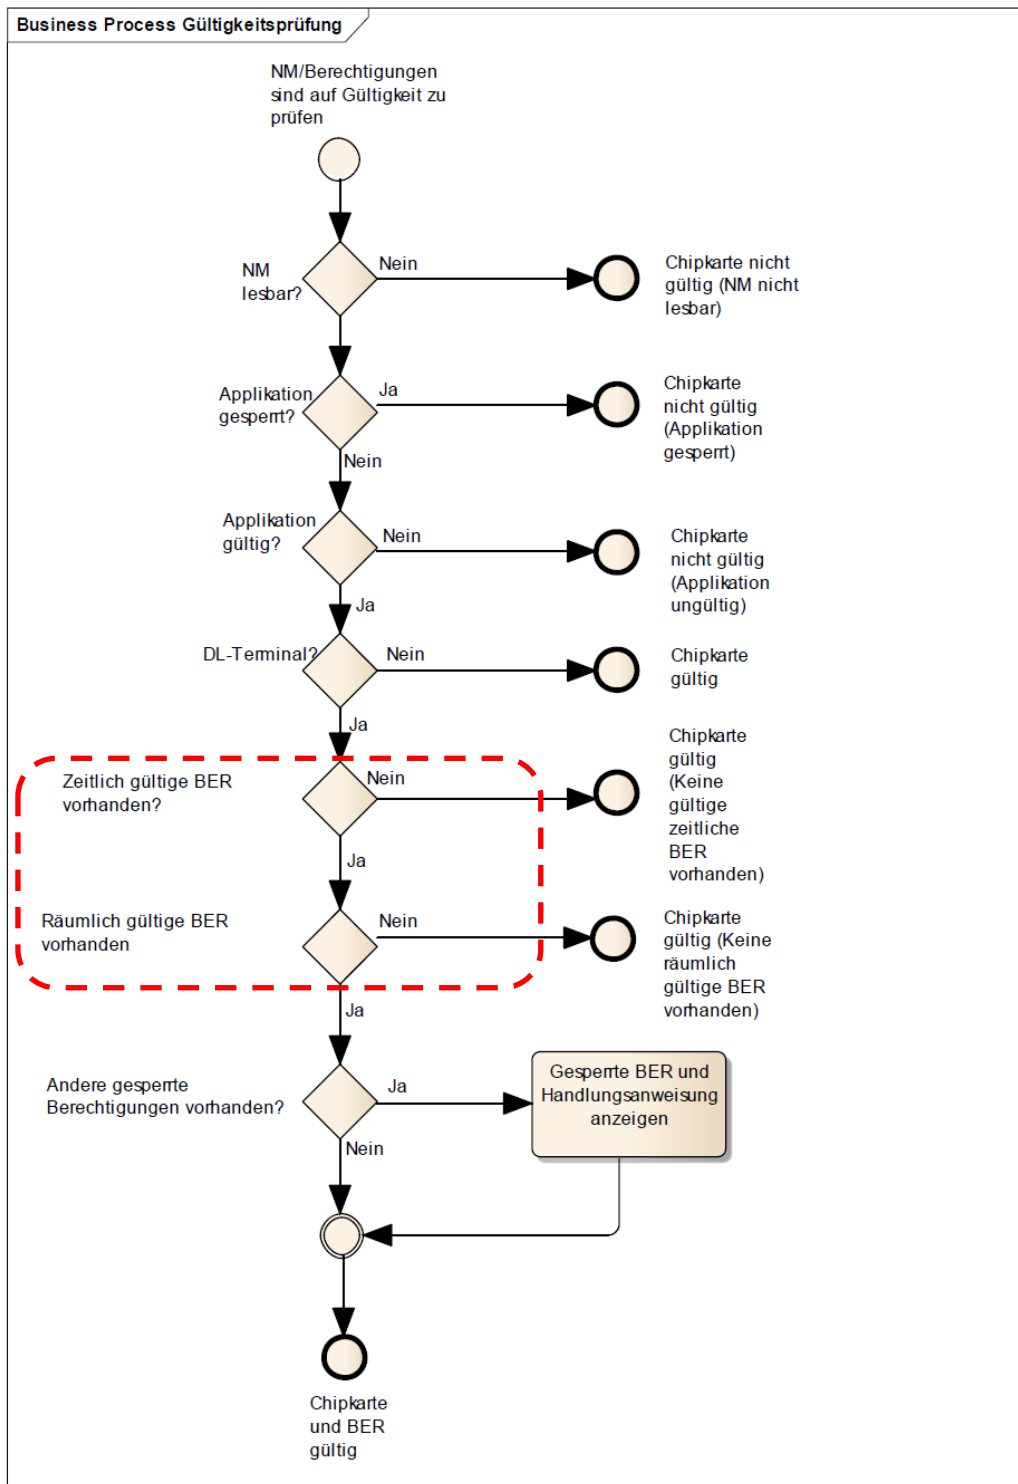 Business Process Gültigkeitsprüfung
NM/Berechtigungen
sind auf Gültigkeit zu
prüfen
NM
lesbar?
Nein
Chipkarte nicht
gültig (NM nicht
lesbar)
Applikation
gesperrt?
Ja
Chipkarte
nicht gültig
(Applikation
gesperrt)
Nein
Applikation
gültig?
Nein
Chipkarte
nicht gültig
(Applikation
ungültig)
Ja
DL-Terminal?
Nein
Chipkarte
gültig
Ja
Zeitlich gültige BER
vorhanden?
Nein
Chipkarte
gültig
(Keine
gültige
zeitliche
BER
vorhanden)
Ja
Räumlich gültige BER
vorhanden
Nein
Chipkarte
gültig (Keine
räumlich
gültige BER
vorhanden)
Ja
Andere gesperrte
Berechtigungen vorhanden?
Ja
Gesperrte BER und
Handlungsanweisung
anzeigen
Nein
Chipkarte
und BER
gültig